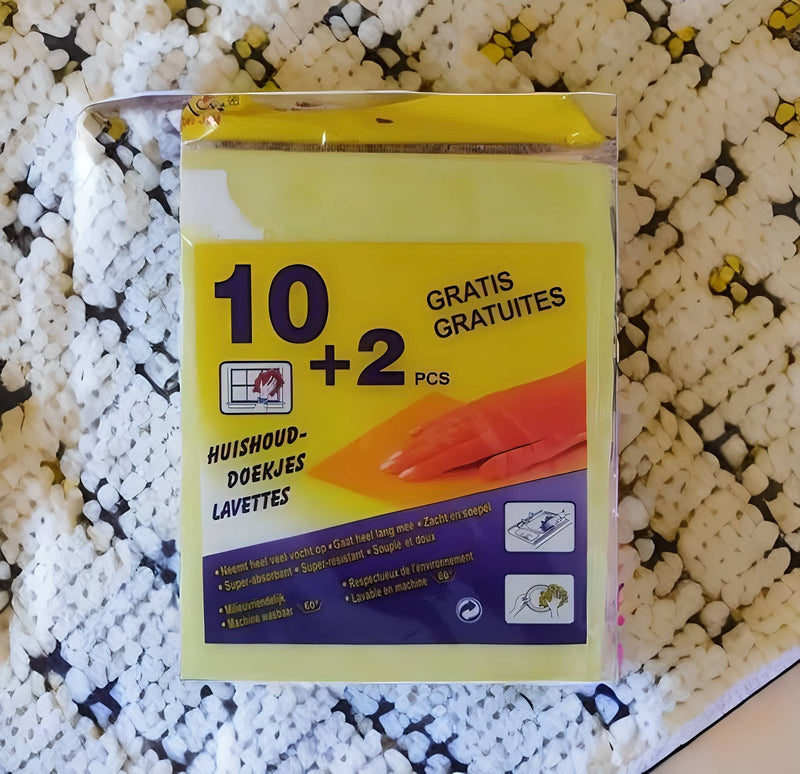 10
+2 PCS
GRATIS
GRATUITES
HUISHOUD-
DOEKJES
LAVETTES
• Neemt heel veel vocht op • Gaat heel lang mee • Zacht en soepel
• Super-absorbant • Super-resistant • Souple et doux
• Milieuvriendelijk
• Machine wasbaar 60°
• Respectueux de l'environnement
• Lavable en machine 60°